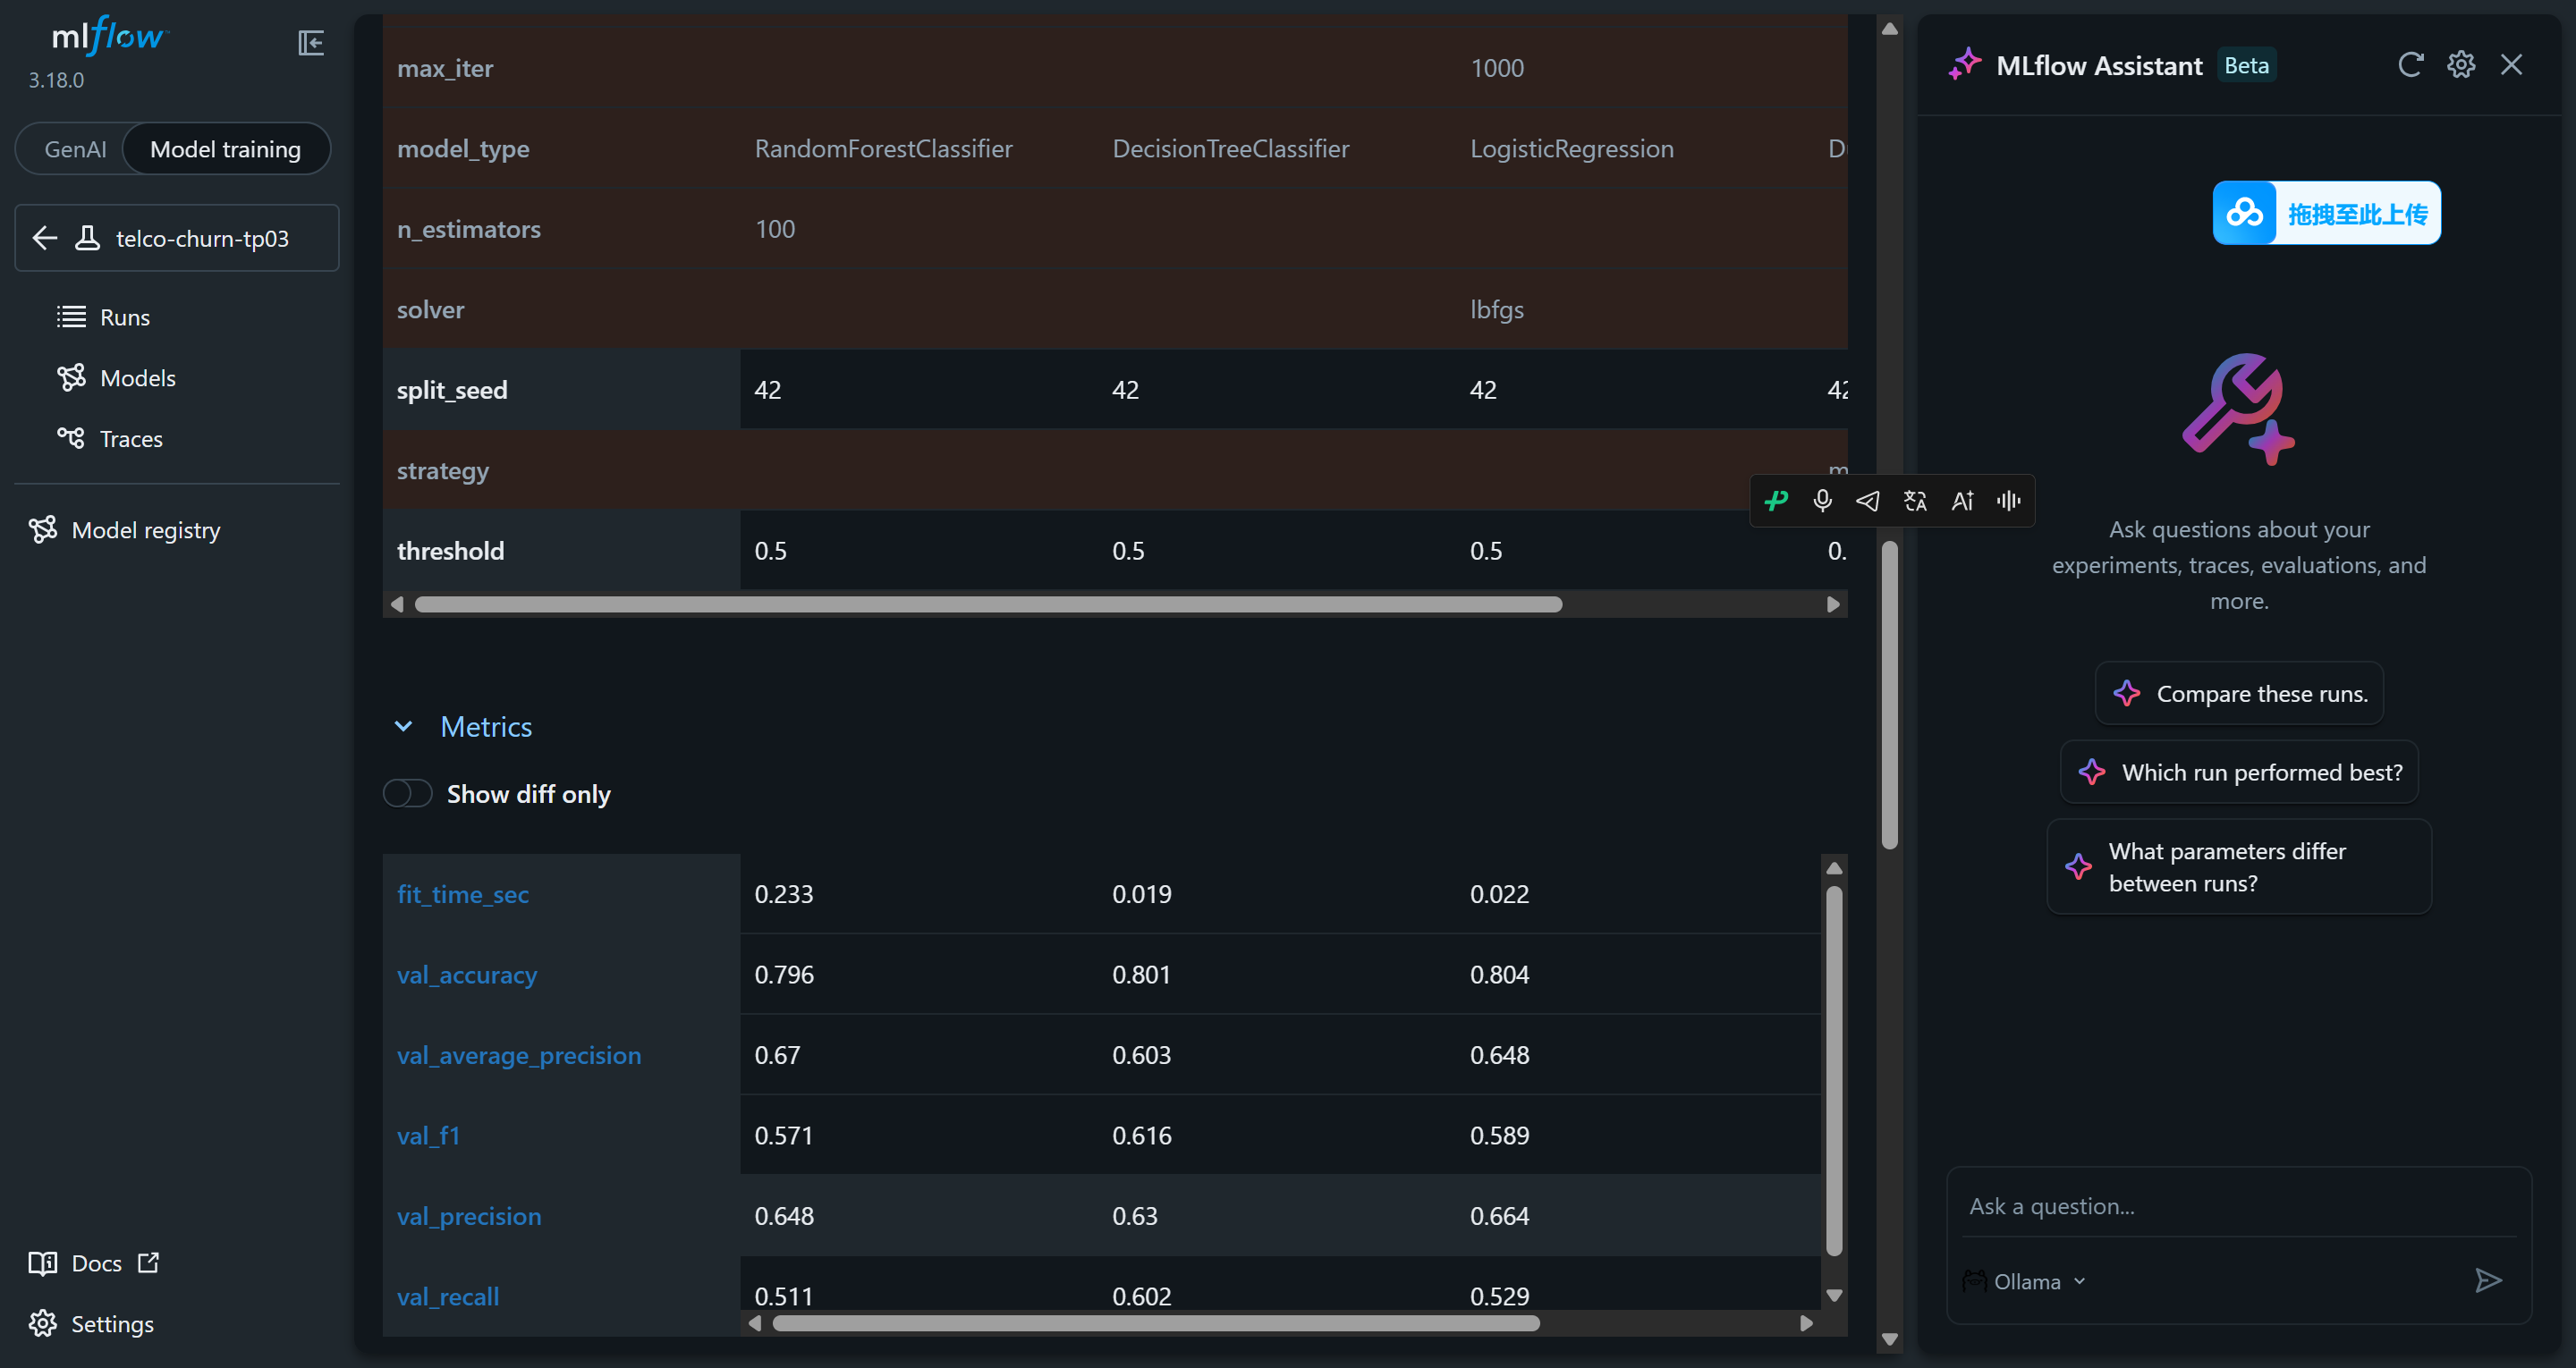 mlflow
3.18.0
GenAI Model training
telco-churn-tp03
Runs
Models
Traces
Model registry
Docs
Settings
max_iter 1000
model_type RandomForestClassifier DecisionTreeClassifier LogisticRegression D
n_estimators 100
solver lbfgs
split_seed 42 42 42 42
strategy m
threshold 0.5 0.5 0.5 0.
Metrics
Show diff only
fit_time_sec 0.233 0.019 0.022
val_accuracy 0.796 0.801 0.804
val_average_precision 0.67 0.603 0.648
val_f1 0.571 0.616 0.589
val_precision 0.648 0.63 0.664
val_recall 0.511 0.602 0.529
MLflow Assistant Beta
拖拽至此上传
Ask questions about your
experiments, traces, evaluations, and
more.
Compare these runs.
Which run performed best?
What parameters differ
between runs?
Ask a question...
Ollama